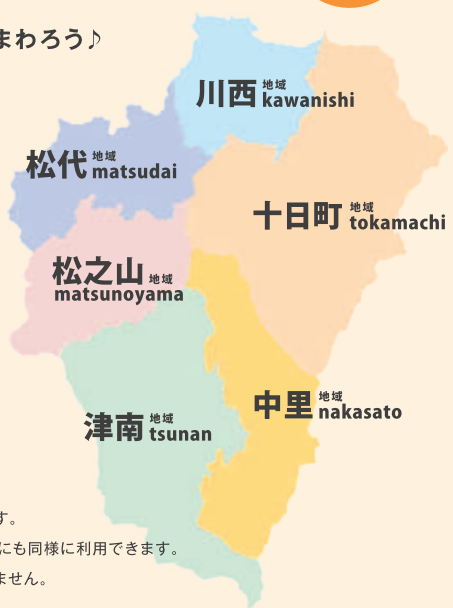 まわろう♪
川西 地域 kawanishi
松代 地域 matsudai
十日町 地域 tokamachi
松之山 地域
matsunoyama
中里 地域 nakasato
津南 地域 tsunan
す。
にも同様に利用できます。
ません。